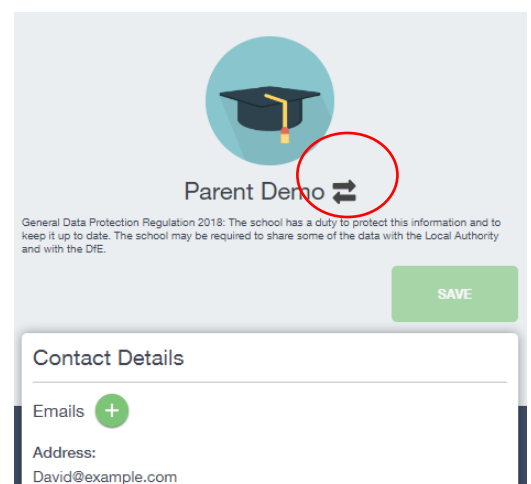 Parent Demo
General Data Protection Regulation 2018: The school has a duty to protect this information and to
keep it up to date. The school may be required to share some of the data with the Local Authority
and with the DfE.
SAVE
Contact Details
Emails
Address:
David@example.com